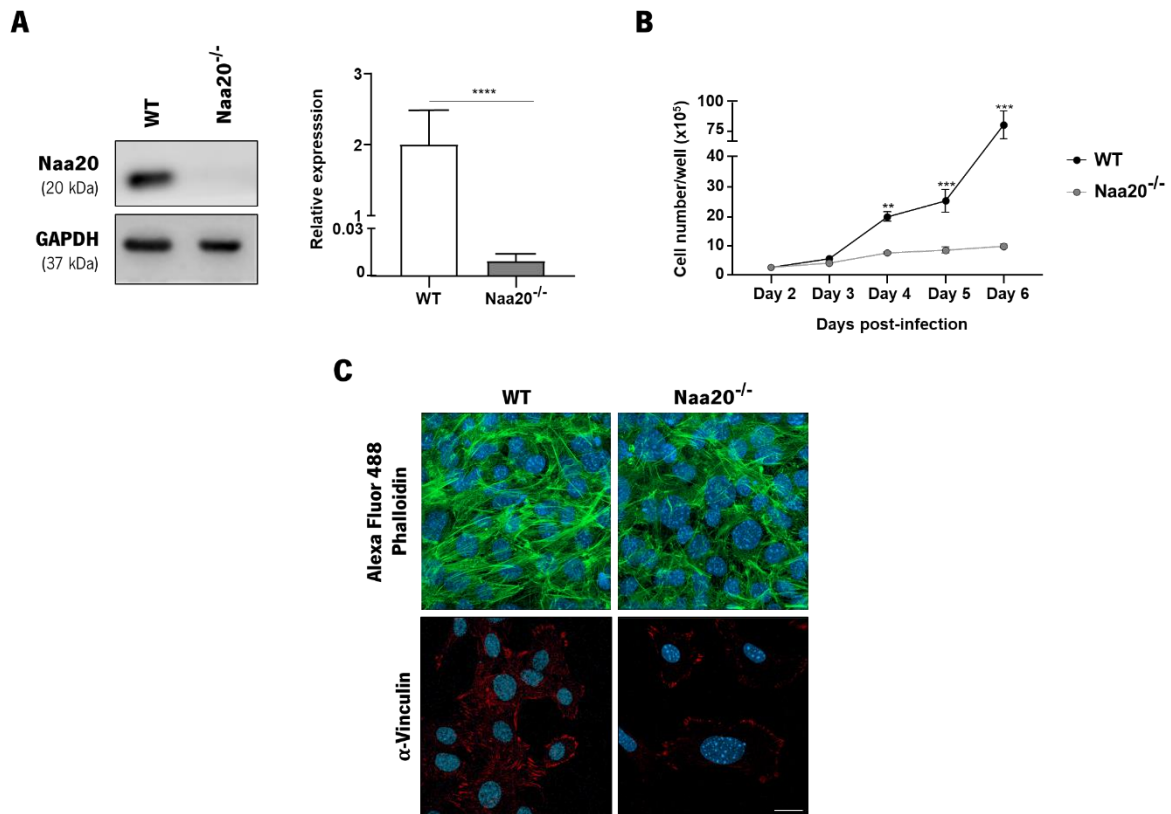 A
WT
Naa20-/-
Naa20
(20 kDa)
GAPDH
(37 kDa)
Relative expresssion
3
2
1
0.03
0
****
WT
Naa20-/-
B
Cell number/well (x10⁵)
100
75
40
30
20
10
0
**
***
***
Day 2
Day 3
Day 4
Day 5
Day 6
Days post-infection
WT
Naa20-/-
C
WT
Naa20-/-
Alexa Fluor 488
Phalloidin
α-Vinculin